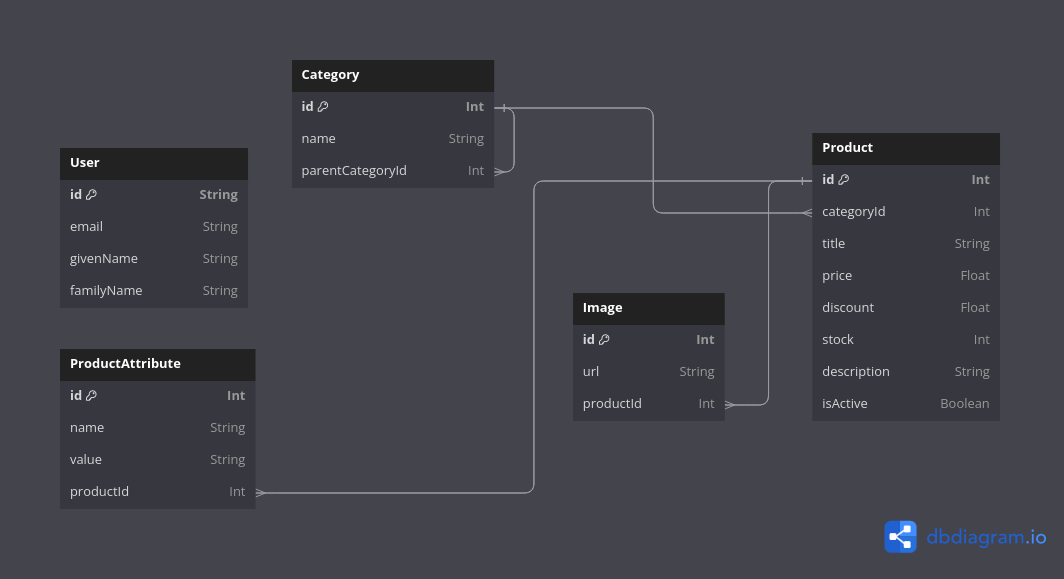 Category
id Int
name String
parentCategoryId Int
User
id String
email String
givenName String
familyName String
Product
id Int
categoryId Int
title String
price Float
discount Float
stock Int
description String
isActive Boolean
Image
id Int
url String
productId Int
ProductAttribute
id Int
name String
value String
productId Int
dbdiagram.io